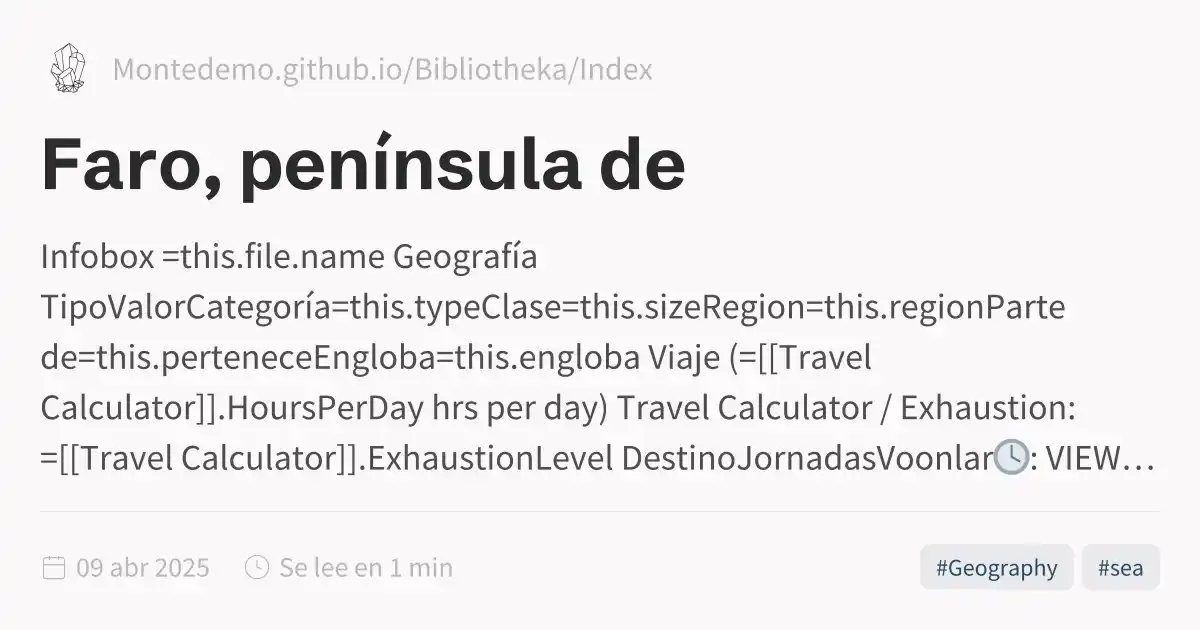 Montedemo.github.io/Bibliotheka/Index
Faro, península de
Infobox =this.file.name Geografía
TipoValorCategoría=this.typeClase=this.sizeRegion=this.regionParte
de=this.perteneceEngloba=this.engloba Viaje (=[[Travel
Calculator]].HoursPerDay hrs per day) Travel Calculator / Exhaustion:
=[[Travel Calculator]].ExhaustionLevel DestinoJornadasVoonlar🕓: VIEW…
09 abr 2025 Se lee en 1 min #Geography #sea